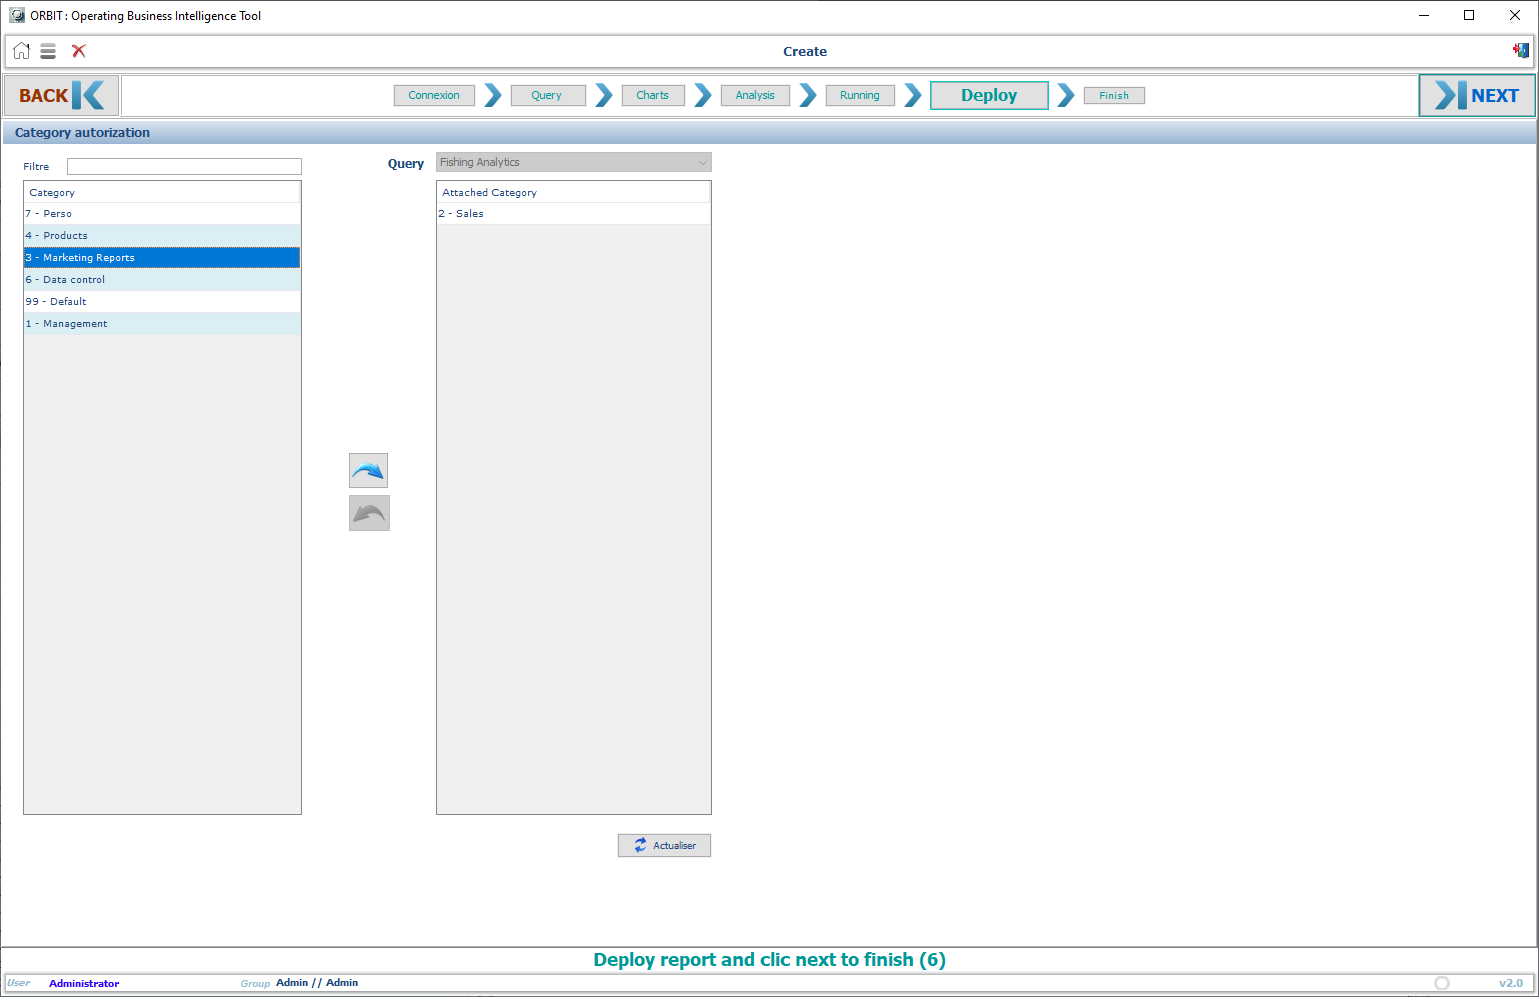 ORBIT : Operating Business Intelligence Tool
Create
BACK
Connexion
Query
Charts
Analysis
Running
Deploy
Finish
NEXT
Category autorization
Filtre
Query
Fishing Analytics
Category
7 - Perso
4 - Products
3 - Marketing Reports
6 - Data control
99 - Default
1 - Management
Attached Category
2 - Sales
Actualiser
Deploy report and clic next to finish (6)
User Administrator Group Admin // Admin v2.0